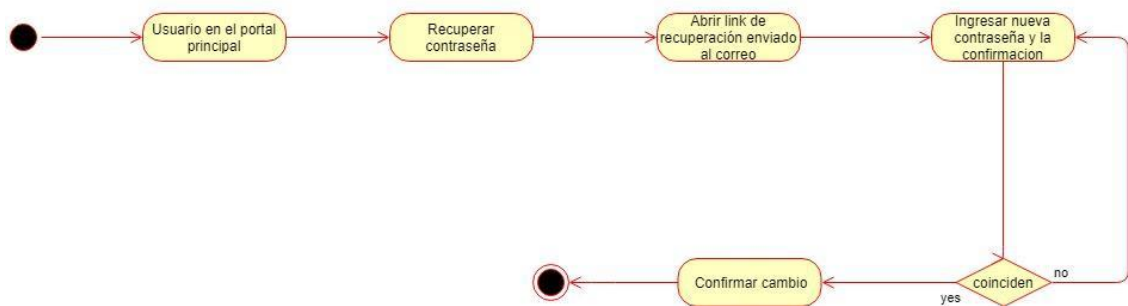 Usuario en el portal
principal
Recuperar
contraseña
Abrir link de
recuperación enviado
al correo
Ingresar nueva
contraseña y la
confirmacion
coinciden
no
yes
Confirmar cambio